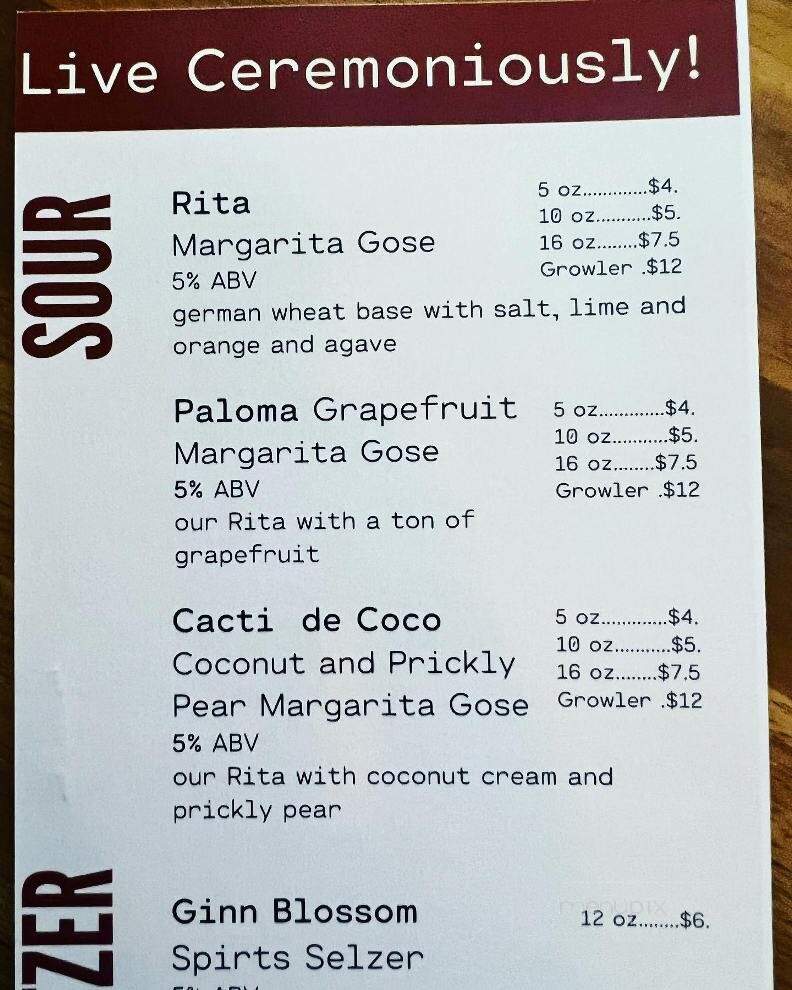 Live Ceremoniously!
SOUR
Rita
Margarita Gose
5% ABV
german wheat base with salt, lime and
orange and agave
5 oz.............$4.
10 oz...........$5.
16 oz........$7.5
Growler .$12
Paloma Grapefruit
Margarita Gose
5% ABV
our Rita with a ton of
grapefruit
5 oz.............$4.
10 oz...........$5.
16 oz........$7.5
Growler .$12
Cacti de Coco
Coconut and Prickly
Pear Margarita Gose
5% ABV
our Rita with coconut cream and
prickly pear
5 oz.............$4.
10 oz...........$5.
16 oz........$7.5
Growler .$12
ZER
Ginn Blossom
Spirts Selzer
5% ABV
12 oz........$6.
menupix